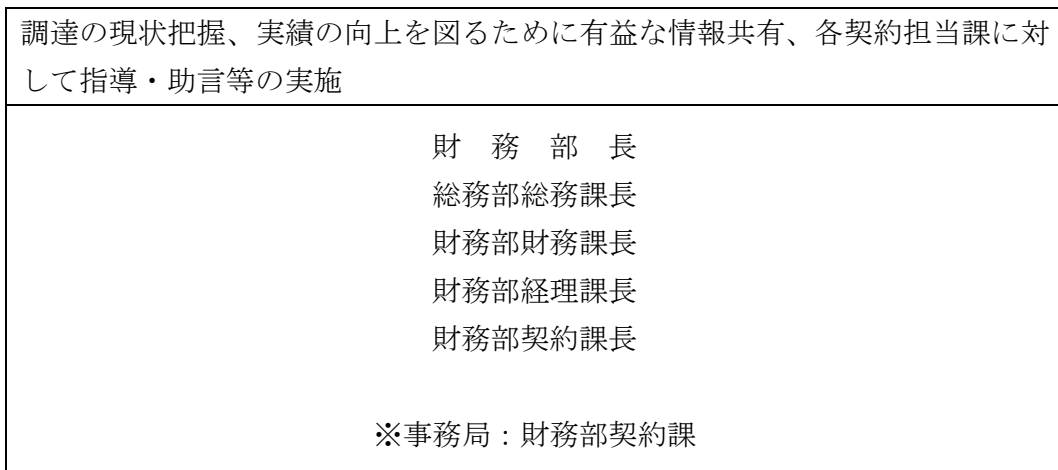 調達の現状把握、実績の向上を図るために有益な情報共有、各契約担当課に対
して指導・助言等の実施
財　務　部　長
総務部総務課長
財務部財務課長
財務部経理課長
財務部契約課長
※事務局：財務部契約課